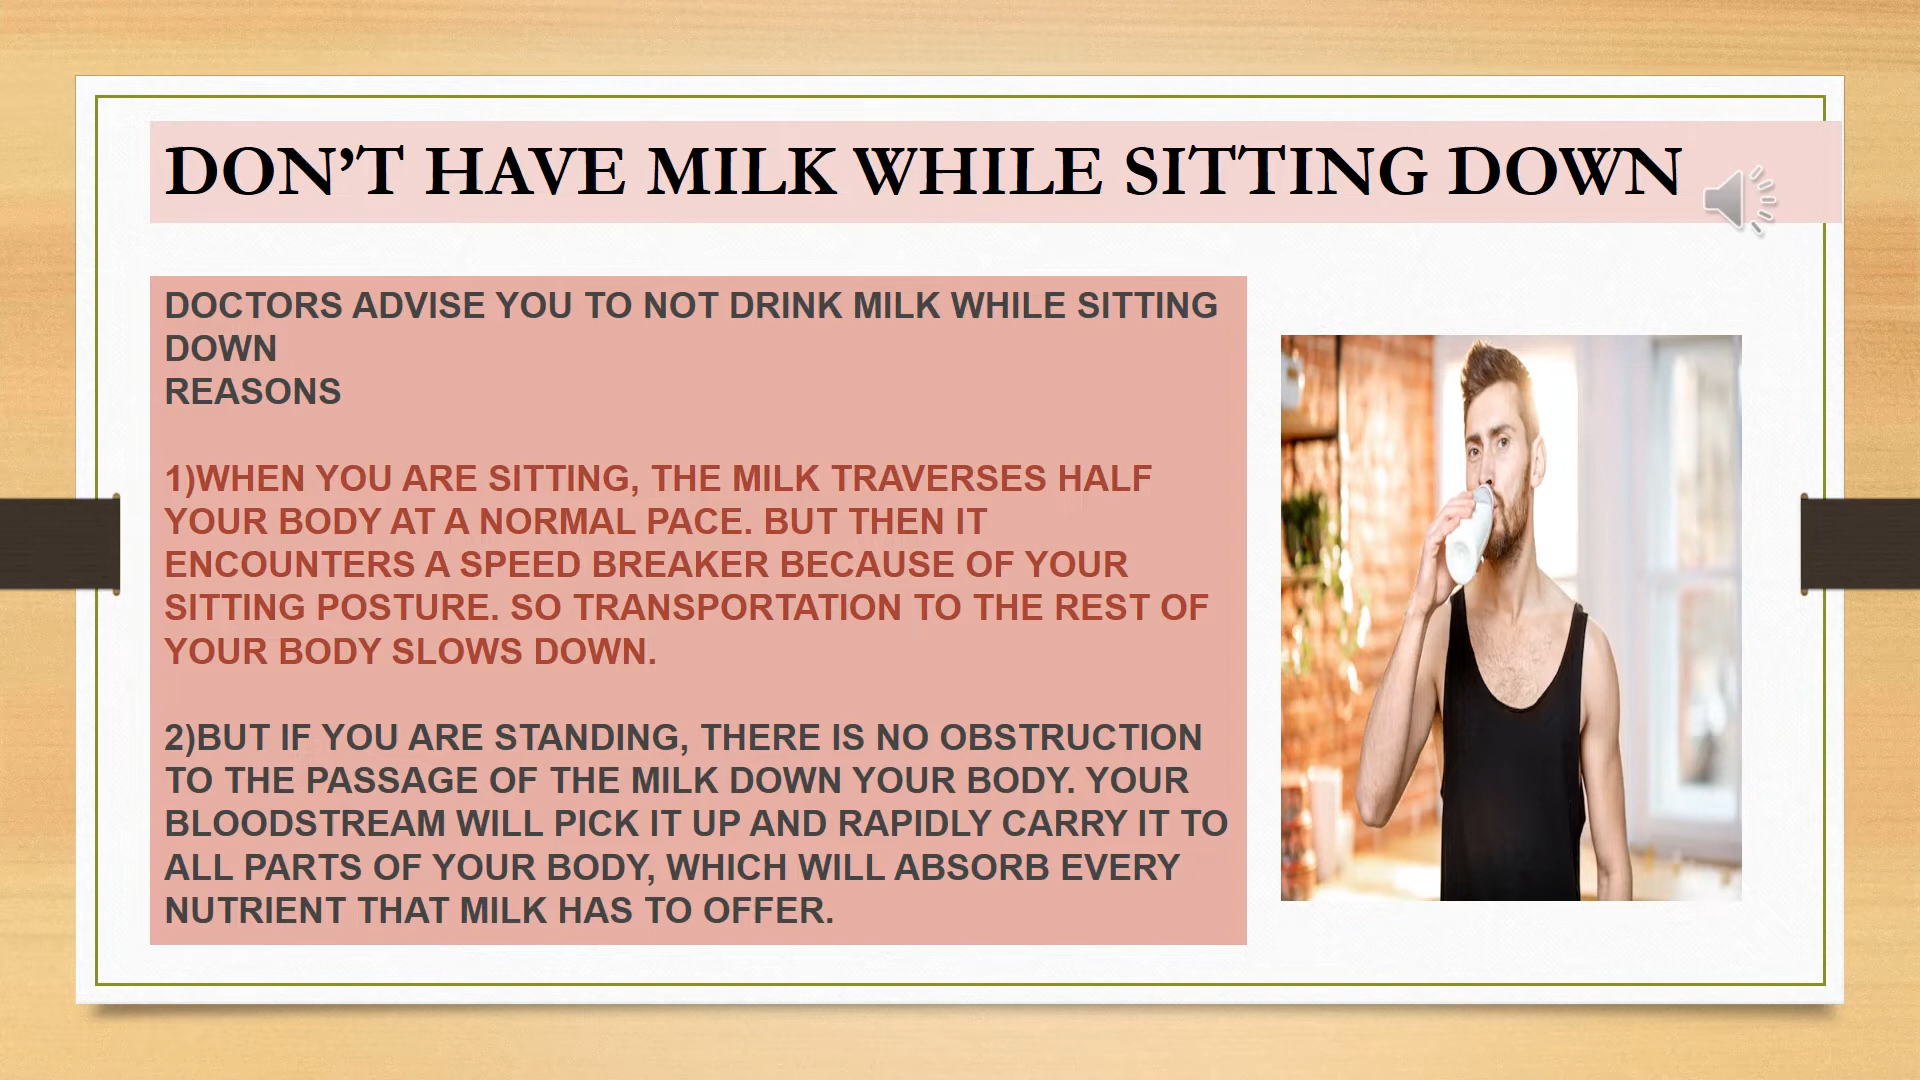 DON’T HAVE MILK WHILE SITTING DOWN
DOCTORS ADVISE YOU TO NOT DRINK MILK WHILE SITTING
DOWN
REASONS
1)WHEN YOU ARE SITTING, THE MILK TRAVERSES HALF
YOUR BODY AT A NORMAL PACE. BUT THEN IT
ENCOUNTERS A SPEED BREAKER BECAUSE OF YOUR
SITTING POSTURE. SO TRANSPORTATION TO THE REST OF
YOUR BODY SLOWS DOWN.
2)BUT IF YOU ARE STANDING, THERE IS NO OBSTRUCTION
TO THE PASSAGE OF THE MILK DOWN YOUR BODY. YOUR
BLOODSTREAM WILL PICK IT UP AND RAPIDLY CARRY IT TO
ALL PARTS OF YOUR BODY, WHICH WILL ABSORB EVERY
NUTRIENT THAT MILK HAS TO OFFER.